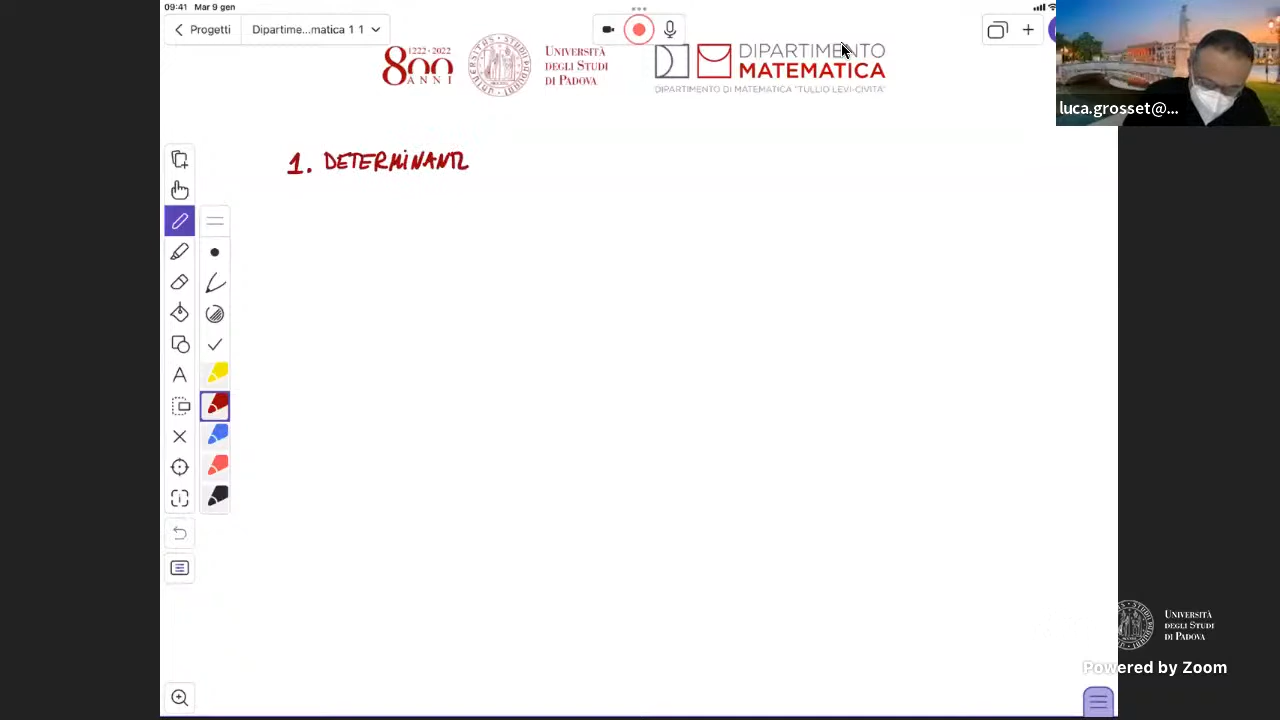 09:41 Mar 9 gen
Progetti
Dipartime...matica 1 1
1222·2022
800
ANNI
UNIVERSITÀ
DEGLI STUDI
DI PADOVA
DIPARTIMENTO
MATEMATICA
DIPARTIMENTO DI MATEMATICA "TULLIO LEVI-CIVITA"
luca.grosset@...
1. DETERMINANTE
UNIVERSITÀ
DEGLI STUDI
DI PADOVA
Powered by Zoom